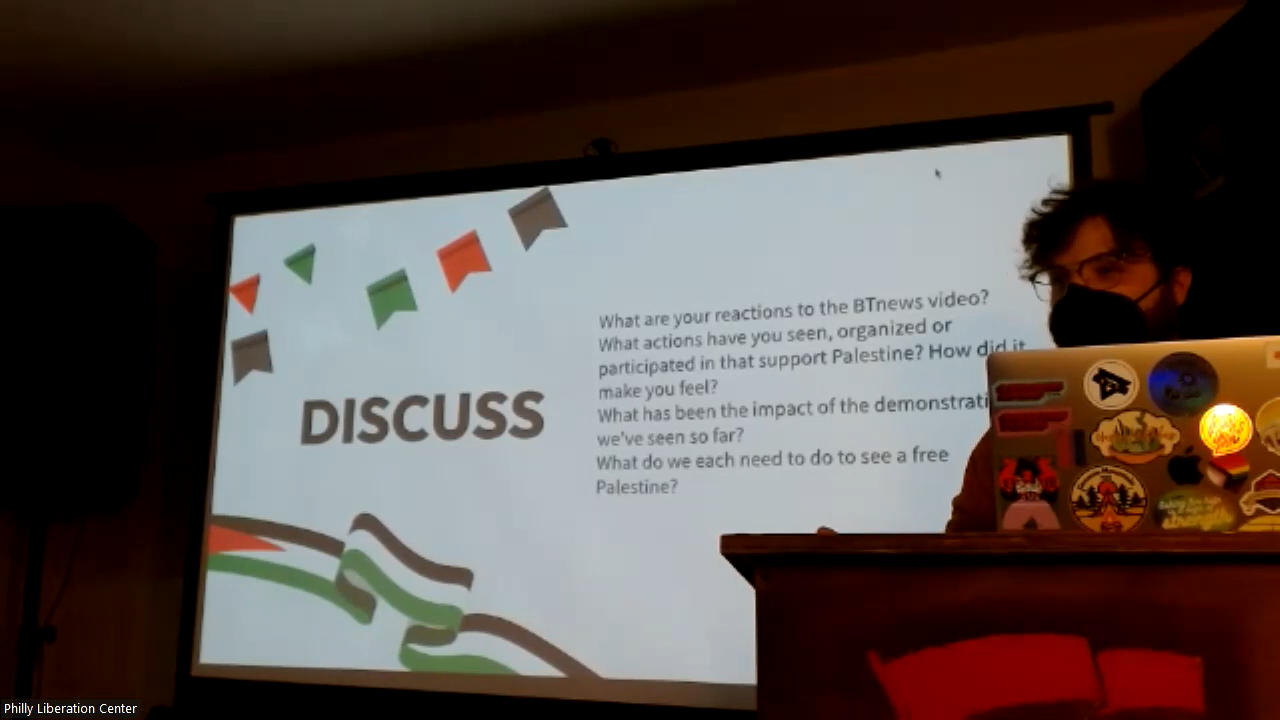 DISCUSS
What are your reactions to the BTnews video?
What actions have you seen, organized or
participated in that support Palestine? How did it
make you feel?
What has been the impact of the demonstrati
we've seen so far?
What do we each need to do to see a free
Palestine?
Philly Liberation Center